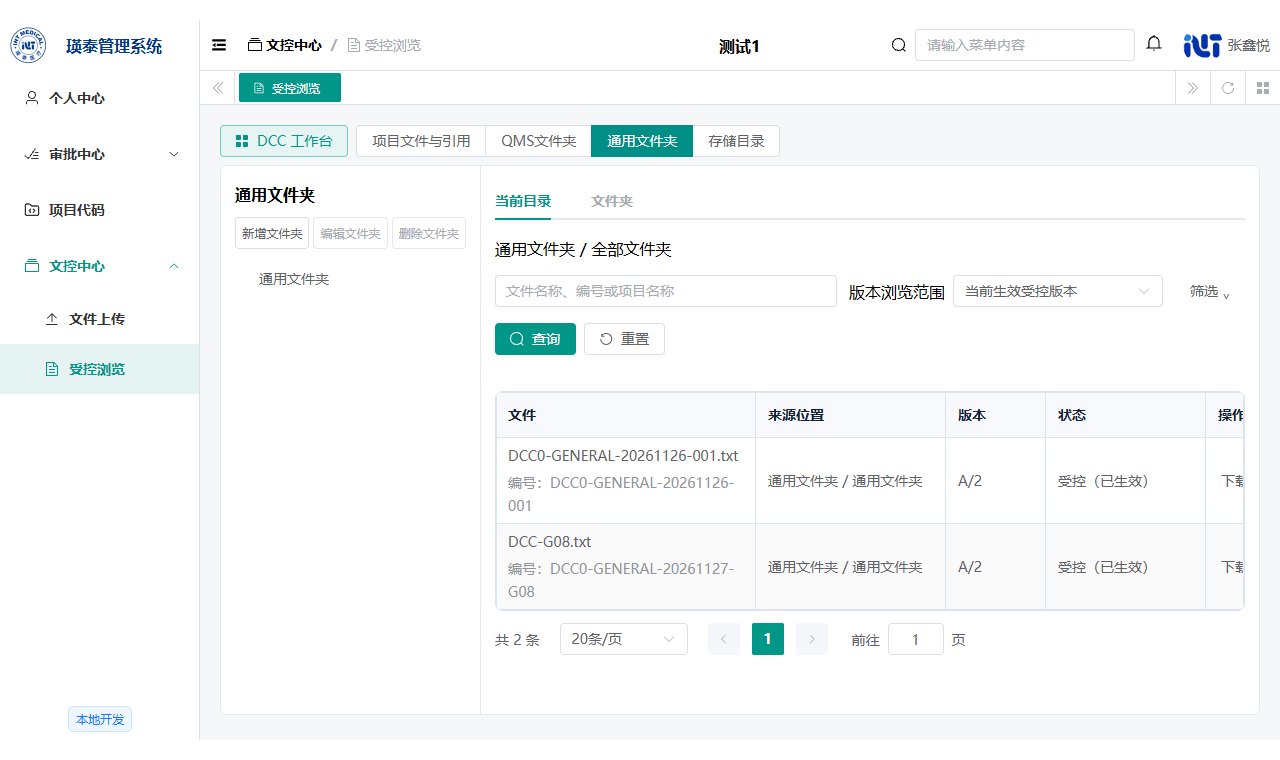 INT MEDICAL
iNT
瑛泰管理系统
文控中心 / 受控浏览
测试1
请输入菜单内容
iNT
张鑫悦
受控浏览
个人中心
审批中心
项目代码
文控中心
文件上传
受控浏览
本地开发
DCC 工作台
项目文件与引用
QMS文件夹
通用文件夹
存储目录
通用文件夹
新增文件夹
编辑文件夹
删除文件夹
通用文件夹
当前目录
文件夹
通用文件夹 / 全部文件夹
文件名称、编号或项目名称
版本浏览范围
当前生效受控版本
筛选
查询
重置
文件 来源位置 版本 状态 操作
DCC0-GENERAL-20261126-001.txt
编号：DCC0-GENERAL-20261126-
001
通用文件夹 / 通用文件夹
A/2
受控（已生效）
下载
DCC-G08.txt
编号：DCC0-GENERAL-20261127-
G08
通用文件夹 / 通用文件夹
A/2
受控（已生效）
下载
共 2 条
20条/页
1
前往 1 页